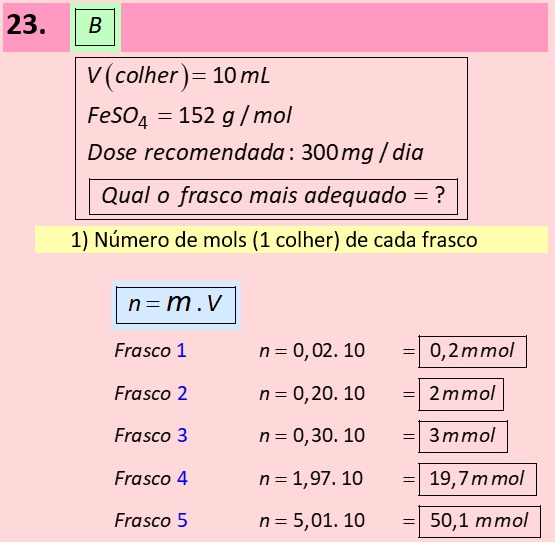 23. B
V(colher) = 10 mL
FeSO₄ = 152 g / mol
Dose recomendada: 300 mg / dia
Qual o frasco mais adequado = ?
1) Número de mols (1 colher) de cada frasco
n = m . V
Frasco 1 n = 0,02. 10 = 0,2 mmol
Frasco 2 n = 0,20. 10 = 2 mmol
Frasco 3 n = 0,30. 10 = 3 mmol
Frasco 4 n = 1,97. 10 = 19,7 mmol
Frasco 5 n = 5,01. 10 = 50,1 mmol